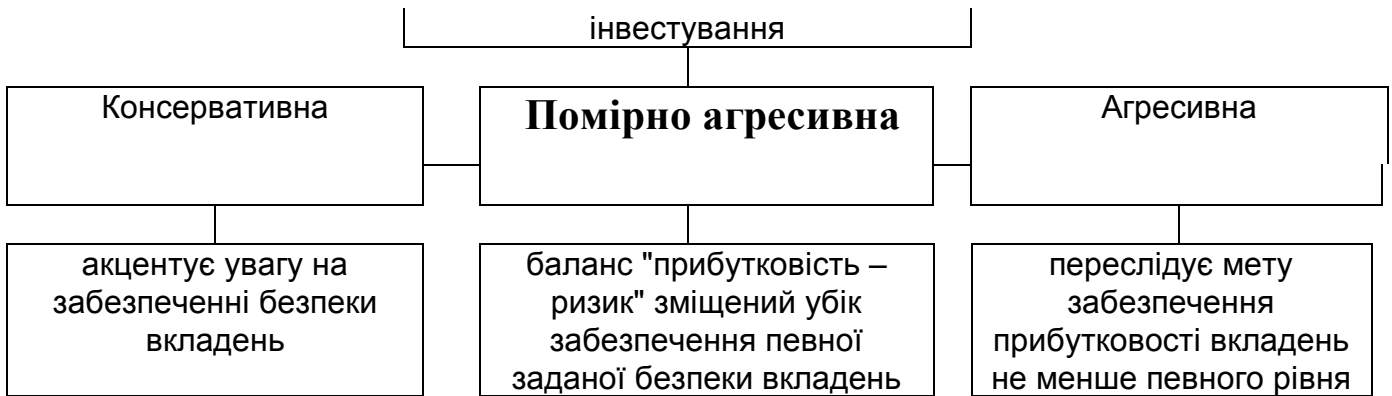 інвестування
Консервативна
Помірно агресивна
Агресивна
акцентує увагу на
забезпеченні безпеки
вкладень
баланс "прибутковість –
ризик" зміщений убік
забезпечення певної
заданої безпеки вкладень
переслідує мету
забезпечення
прибутковості вкладень
не менше певного рівня